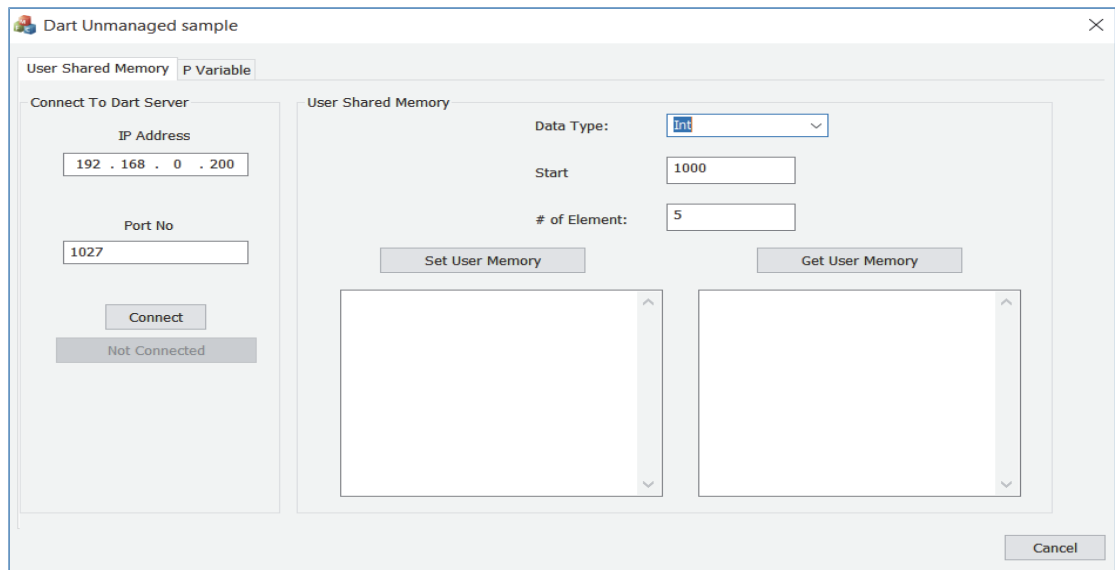 Dart Unmanaged sample
User Shared Memory P Variable
Connect To Dart Server
IP Address
192 . 168 . 0 . 200
Port No
1027
Connect
Not Connected
User Shared Memory
Data Type: Int
Start 1000
# of Element: 5
Set User Memory Get User Memory
Cancel